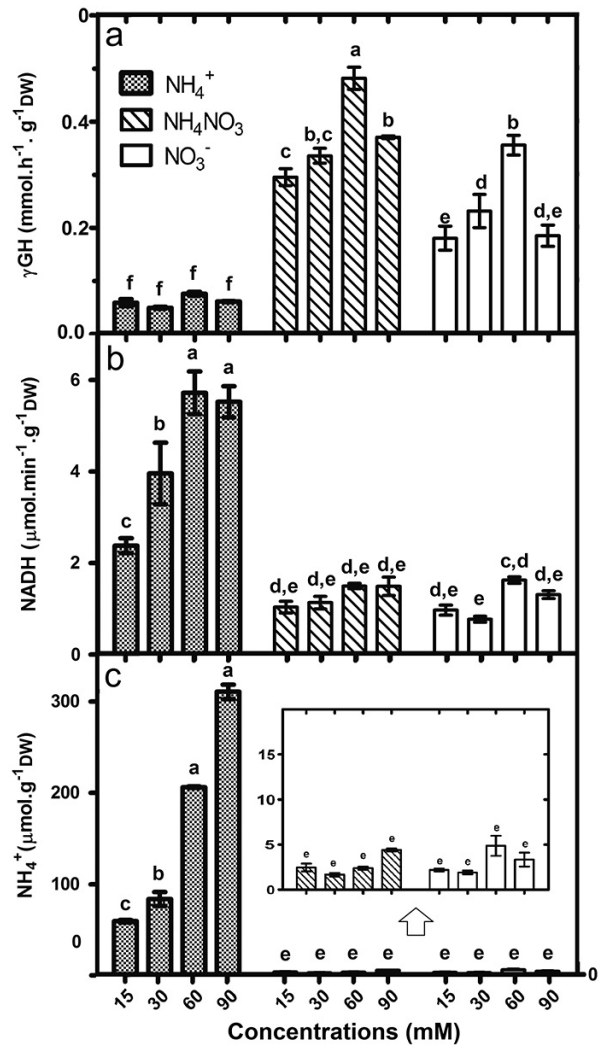 0
a
a
NH4+
NH4NO3
NO3-
0.4
b,c
b
b
c
d
e
d,e
0.2
f f f f
0.0
γGH (mmol.h-1. g-1DW)
b
a
a
6
b
4
c
2
d,e d,e d,e d,e
d,e e c,d d,e
0
NADH (μmol.min-1.g-1DW)
c
a
300
a
200
b
100
c
0
NH4+(μmol.g-1DW)
15
10
5
0
e e e e e e e e
e e e e e e e e
0
15 30 60 90 15 30 60 90 15 30 60 90
Concentrations (mM)